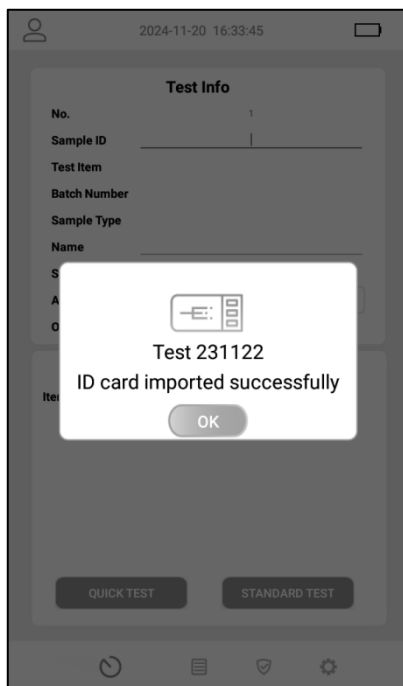 2024-11-20 16:33:45
Test Info
No. 1
Sample ID
Test Item
Batch Number
Sample Type
Name
S
A
O
Test 231122
ID card imported successfully
OK
QUICK TEST STANDARD TEST